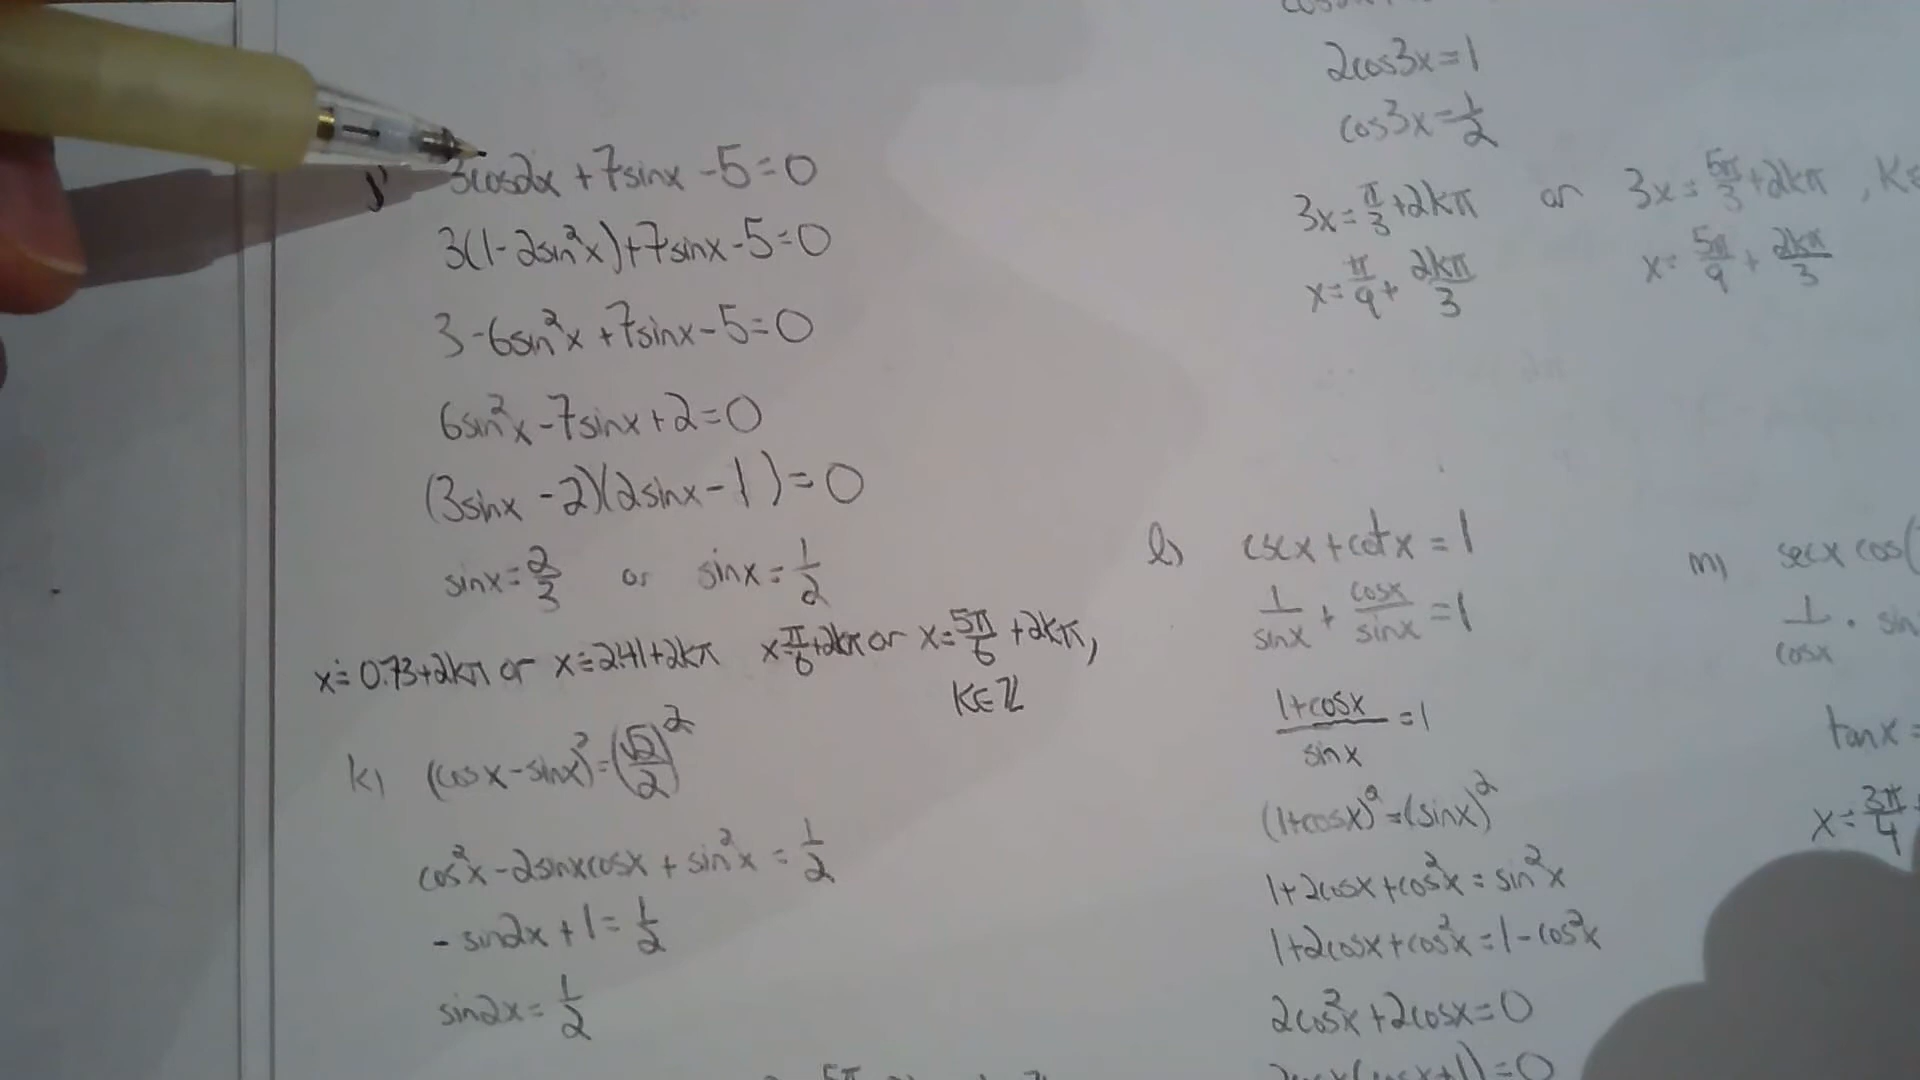 j) 3cos2x + 7sinx - 5 = 0
3(1-2sin²x)+7sinx-5=0
3-6sin²x+7sinx-5=0
6sin²x-7sinx+2=0
(3sinx-2)(2sinx-1)=0
sinx=2/3 or sinx=1/2
x≐0.73+2kπ or x≐2.41+2kπ x=π/6+2kπ or x=5π/6+2kπ,
K∈ℤ
k) (cosx-sinx)²=(√2/2)²
cos²x-2sinxcosx+sin²x=1/2
-sin2x+1=1/2
sin2x=1/2
2cos3x=1
cos3x=1/2
3x=π/3+2kπ or 3x=5π/3+2kπ, K∈
x=π/9+2kπ/3 x=5π/9+2kπ/3
l) cscx+cotx=1
1/sinx+cosx/sinx=1
(1+cosx)/sinx=1
(1+cosx)²=(sinx)²
1+2cosx+cos²x=sin²x
1+2cosx+cos²x=1-cos²x
2cos²x+2cosx=0
m) secx cos(
1/cosx · sin
tanx=
x=3π/4